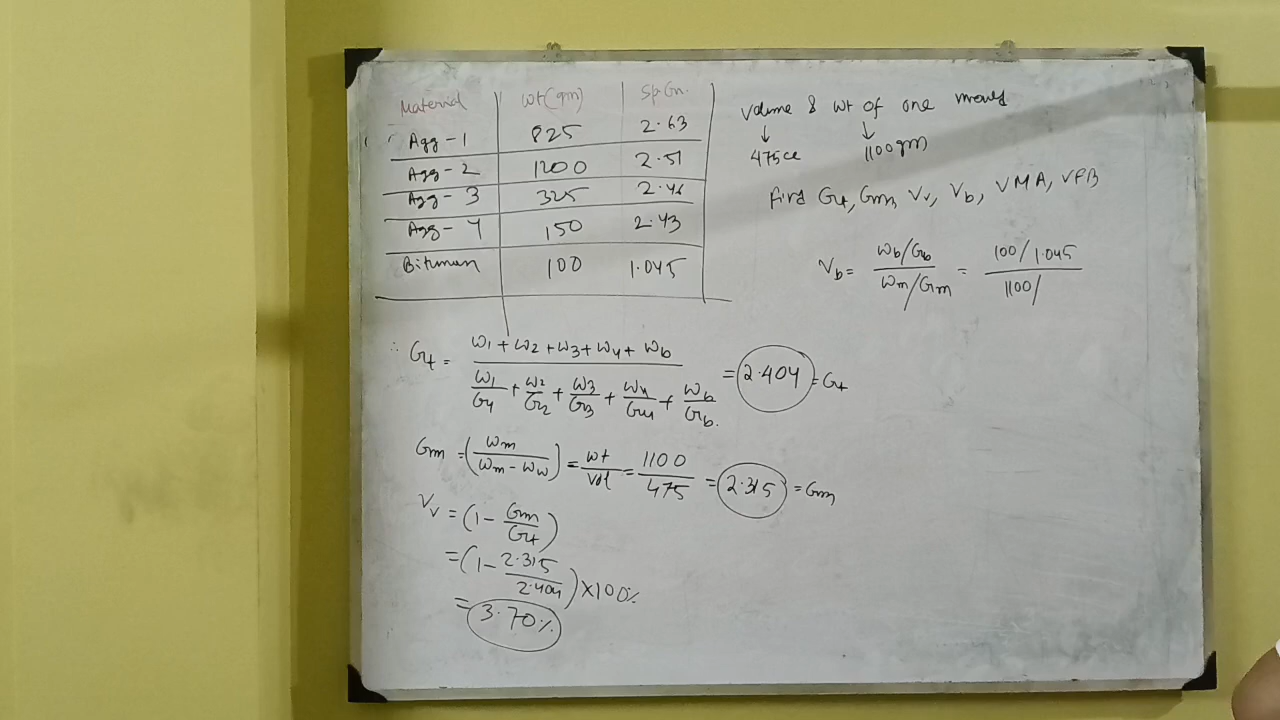 Material Wt(gm) Sp Gr.
Agg-1 825 2.63
Agg-2 1200 2.51
Agg-3 325 2.46
Agg-4 150 2.43
Bitumen 100 1.045
Volume & wt of one mould
↓ ↓
475cc 1100gm
Find Gt, Gm, Vv, Vb, VMA, VFB
Vb = (Wb/Gb)/(Wm/Gm) = (100/1.045)/(1100/
∴ Gt = (W1+W2+W3+W4+Wb)/(W1/G1 + W2/G2 + W3/G3 + W4/G4 + Wb/Gb.) = 2.404 = Gt
Gm = (Wm/(Wm-Ww)) = wt/vol = 1100/475 = 2.315 = Gm
Vv = (1 - Gm/Gt)
= (1 - 2.315/2.404) × 100%
= 3.70%